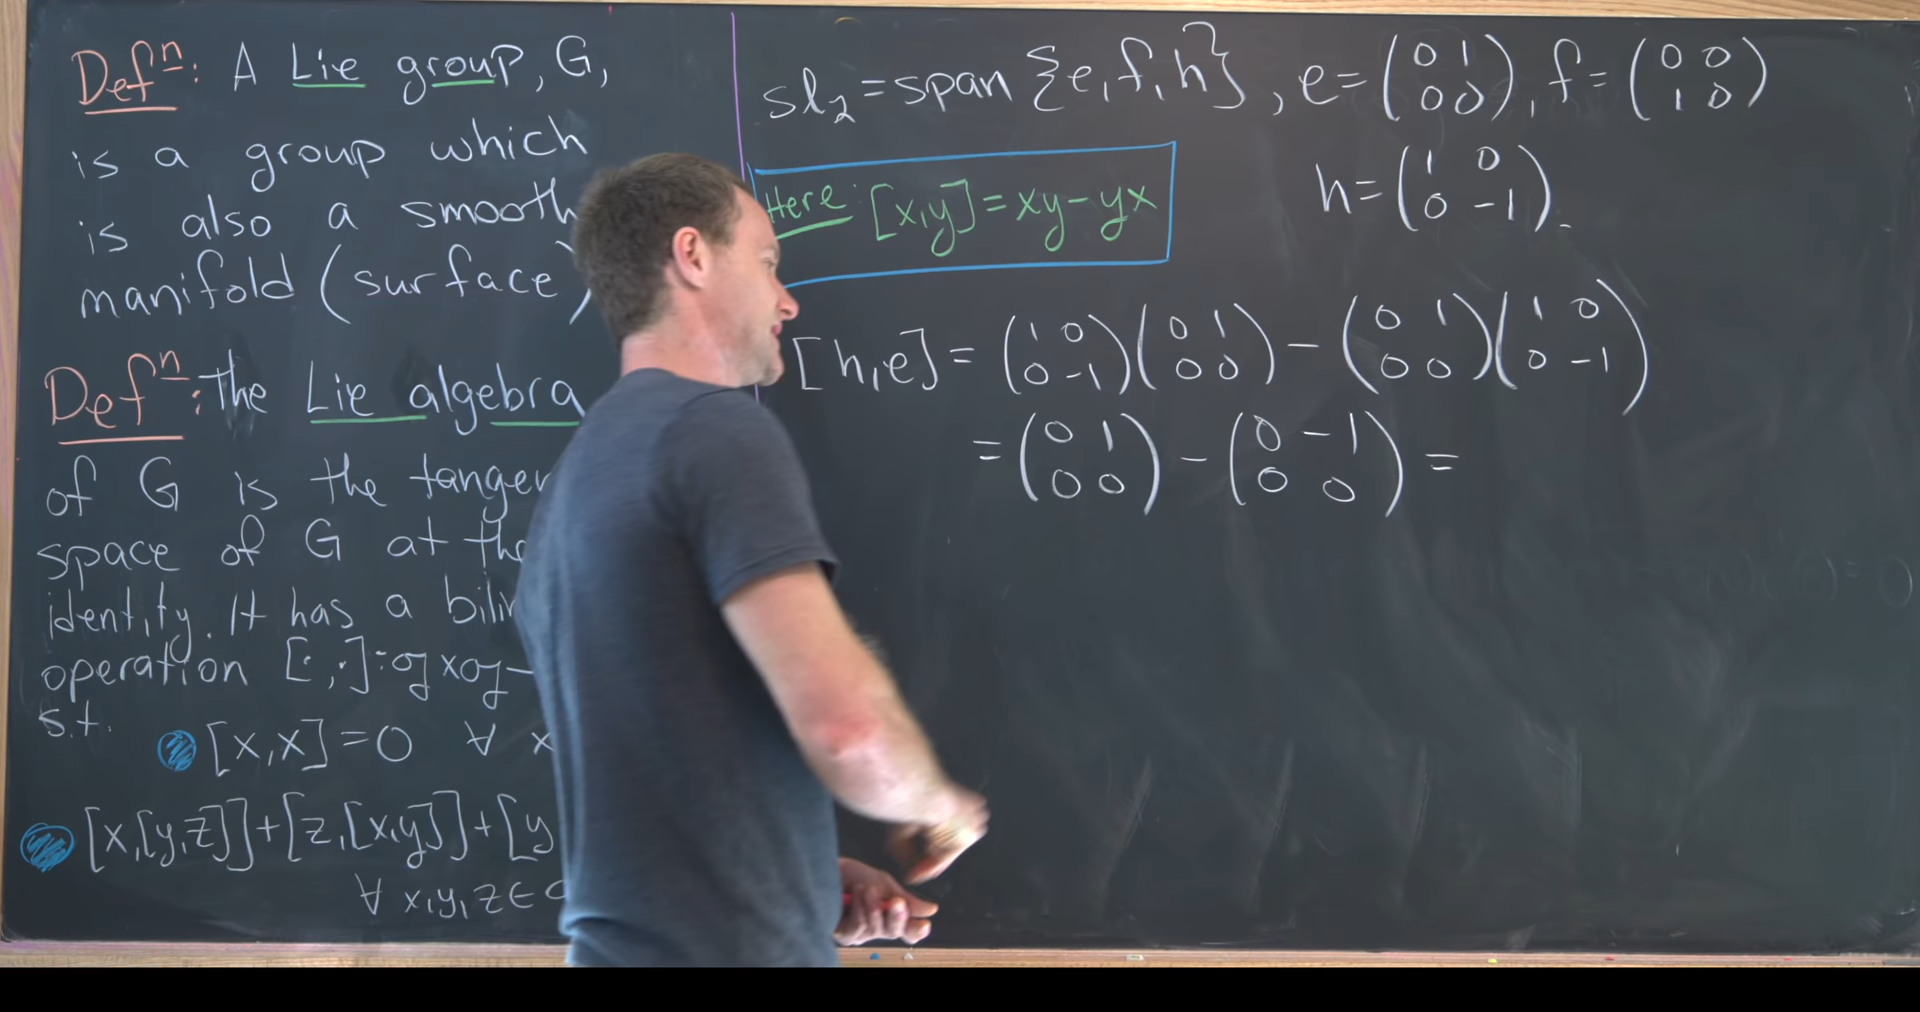 Defⁿ: A Lie group, G,
is a group which
is also a smooth
manifold (surface)
Defⁿ: the Lie algebra
of G is the
space of G at
identity. It has a
operation [·,·]: 𝔤×𝔤
s.t.
[x,x]=0 ∀ x
[x,[y,z]]+[z,[x,y]]+[y
∀ x,y,z∈
sl₂=span {e,f,h}, e=(0 1; 0 0), f=(0 0; 1 0)
h=(1 0; 0 -1).
Here: [x,y]=xy-yx
[h,e]=(1 0; 0 -1)(0 1; 0 0)-(0 1; 0 0)(1 0; 0 -1)
=(0 1; 0 0)-(0 -1; 0 0)=